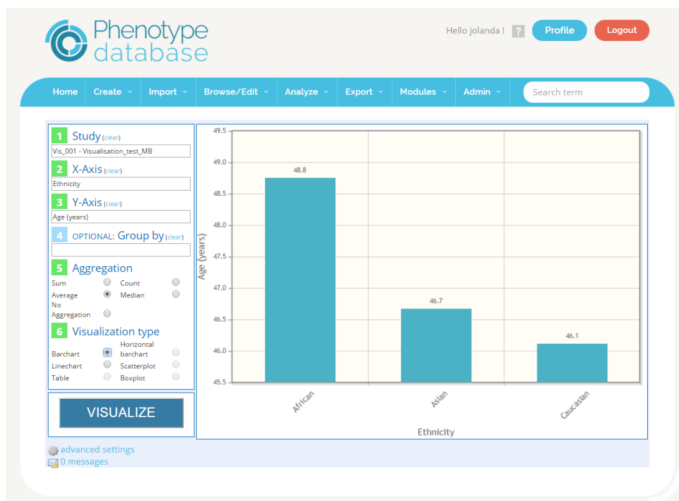 Phenotype
database
Hello jolanda !
?
Profile
Logout
Home
Create
Import
Browse/Edit
Analyze
Export
Modules
Admin
Search term
1 Study (clear)
Vis_001 - Visualisation_test_MB
2 X-Axis (clear)
Ethnicity
3 Y-Axis (clear)
Age (years)
4 OPTIONAL: Group by (clear)
5 Aggregation
Sum
Count
Average
Median
No
Aggregation
6 Visualization type
Barchart
Horizontal
barchart
Linechart
Scatterplot
Table
Boxplot
VISUALIZE
advanced settings
0 messages
49.5
49.0
48.5
48.0
47.5
47.0
46.5
46.0
45.5
Age (years)
48.8
46.7
46.1
African
Asian
Caucasian
Ethnicity